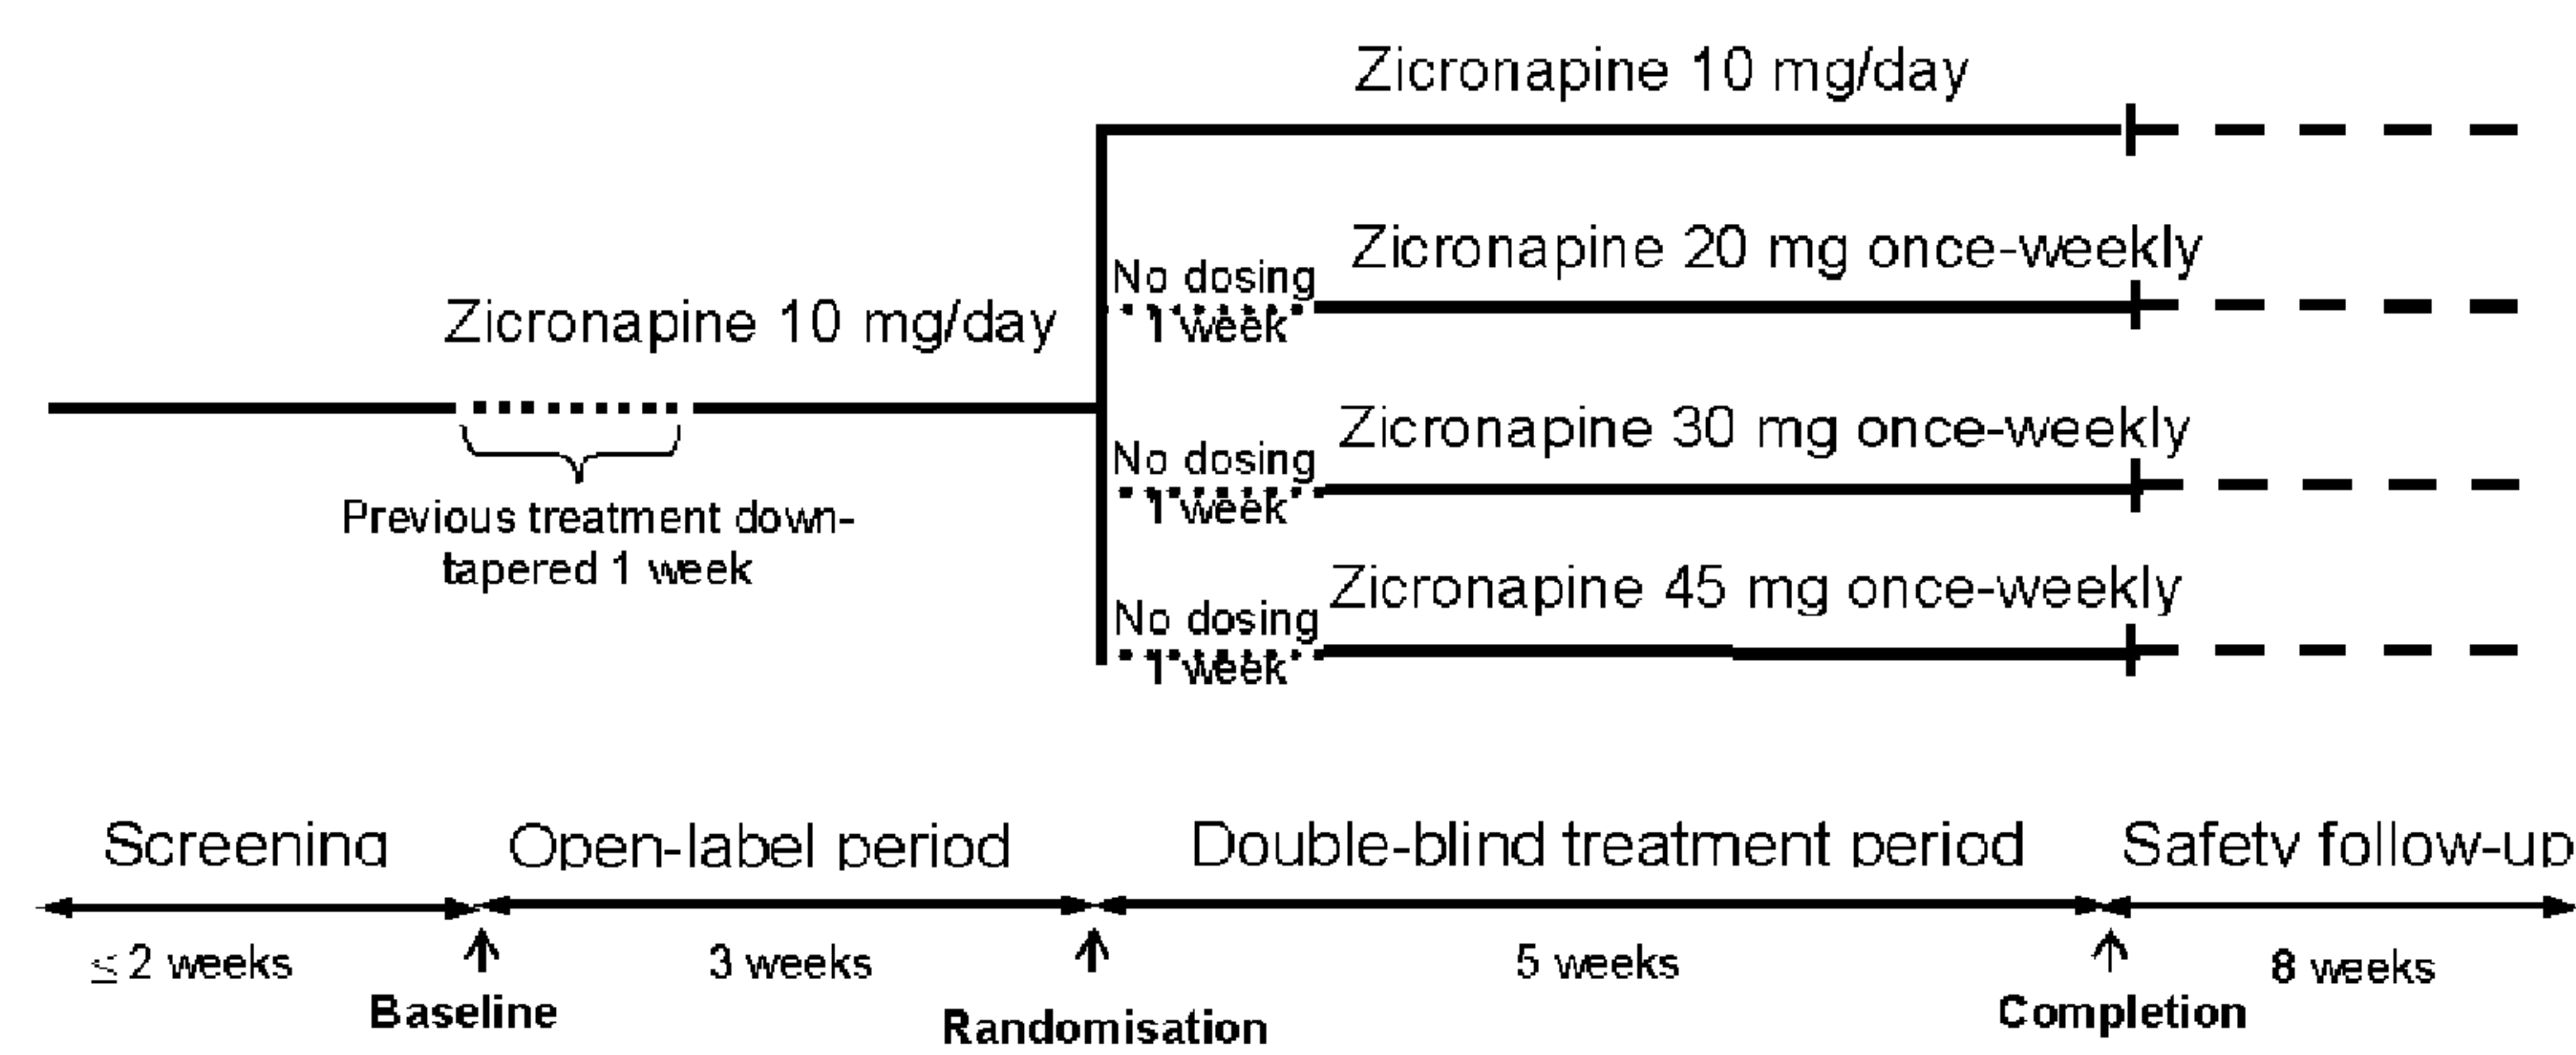 Zicronapine 10 mg/day
Zicronapine 20 mg once-weekly
No dosing
1 week
Zicronapine 10 mg/day
Zicronapine 30 mg once-weekly
No dosing
1 week
Previous treatment down-
tapered 1 week
Zicronapine 45 mg once-weekly
No dosing
1 week
Screening
Open-label period
Double-blind treatment period
Safety follow-up
≤ 2 weeks
3 weeks
5 weeks
8 weeks
Baseline
Randomisation
Completion